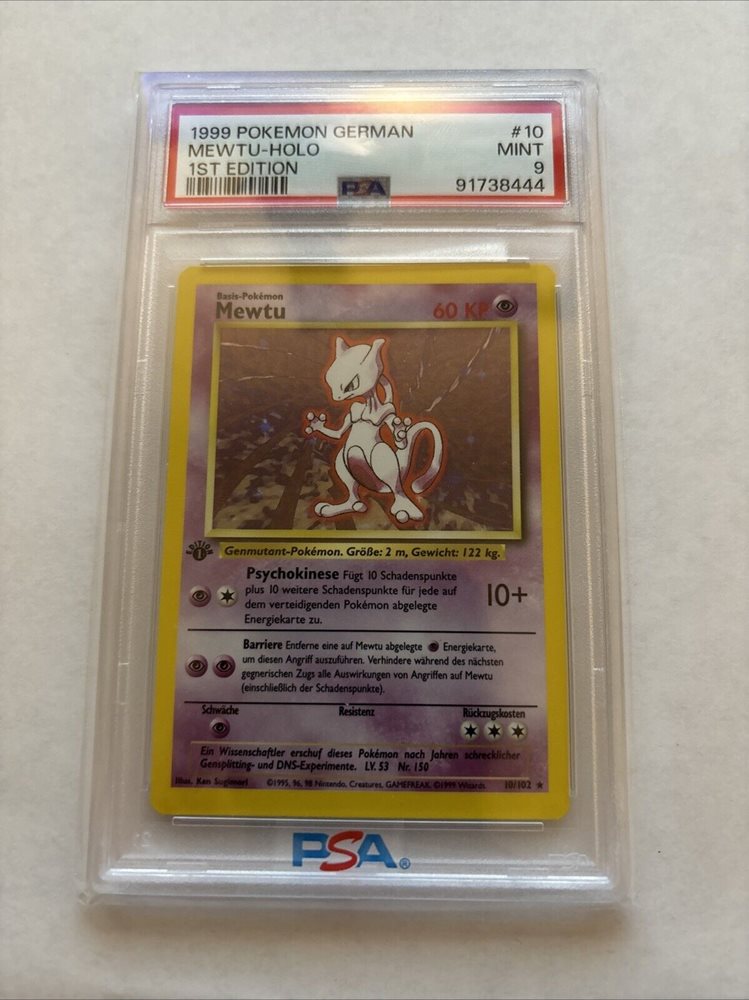 1999 POKEMON GERMAN #10
MEWTU-HOLO MINT
1ST EDITION 9
PSA 91738444
Basis-Pokémon
Mewtu 60 KP
EDITION 1
Genmutant-Pokémon. Größe: 2 m, Gewicht: 122 kg.
Psychokinese Fügt 10 Schadenspunkte
plus 10 weitere Schadenspunkte für jede auf
dem verteidigenden Pokémon abgelegte
Energiekarte zu.
10+
Barriere Entferne eine auf Mewtu abgelegte Energiekarte,
um diesen Angriff auszuführen. Verhindere während des nächsten
gegnerischen Zugs alle Auswirkungen von Angriffen auf Mewtu
(einschließlich der Schadenspunkte).
Schwäche Resistenz Rückzugskosten
Ein Wissenschaftler erschuf dieses Pokémon nach Jahren schrecklicher
Gensplitting- und DNS-Experimente. LV. 53 Nr. 150
Illus. Ken Sugimori ©1995, 96, 98 Nintendo, Creatures, GAMEFREAK. ©1999 Wizards. 10/102 ★
PSA®